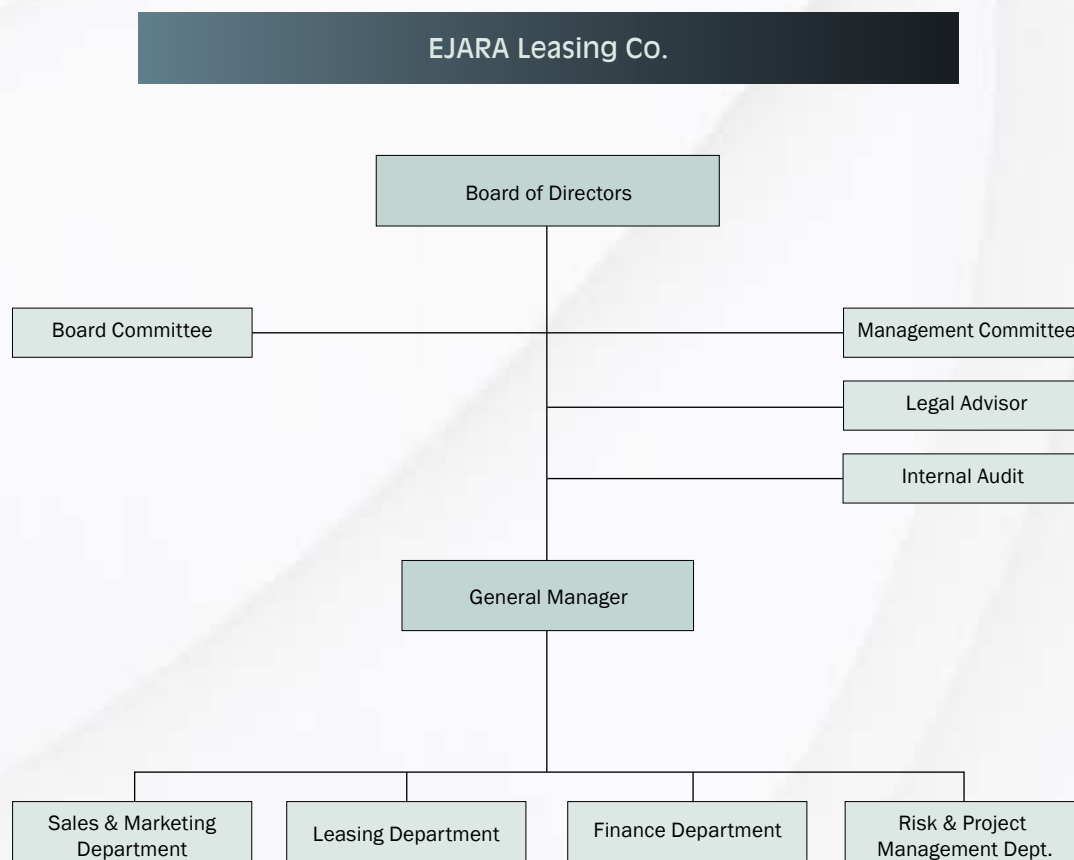 EJARA Leasing Co.
Board of Directors
Board Committee
Management Committee
Legal Advisor
Internal Audit
General Manager
Sales & Marketing
Department
Leasing Department
Finance Department
Risk & Project
Management Dept.